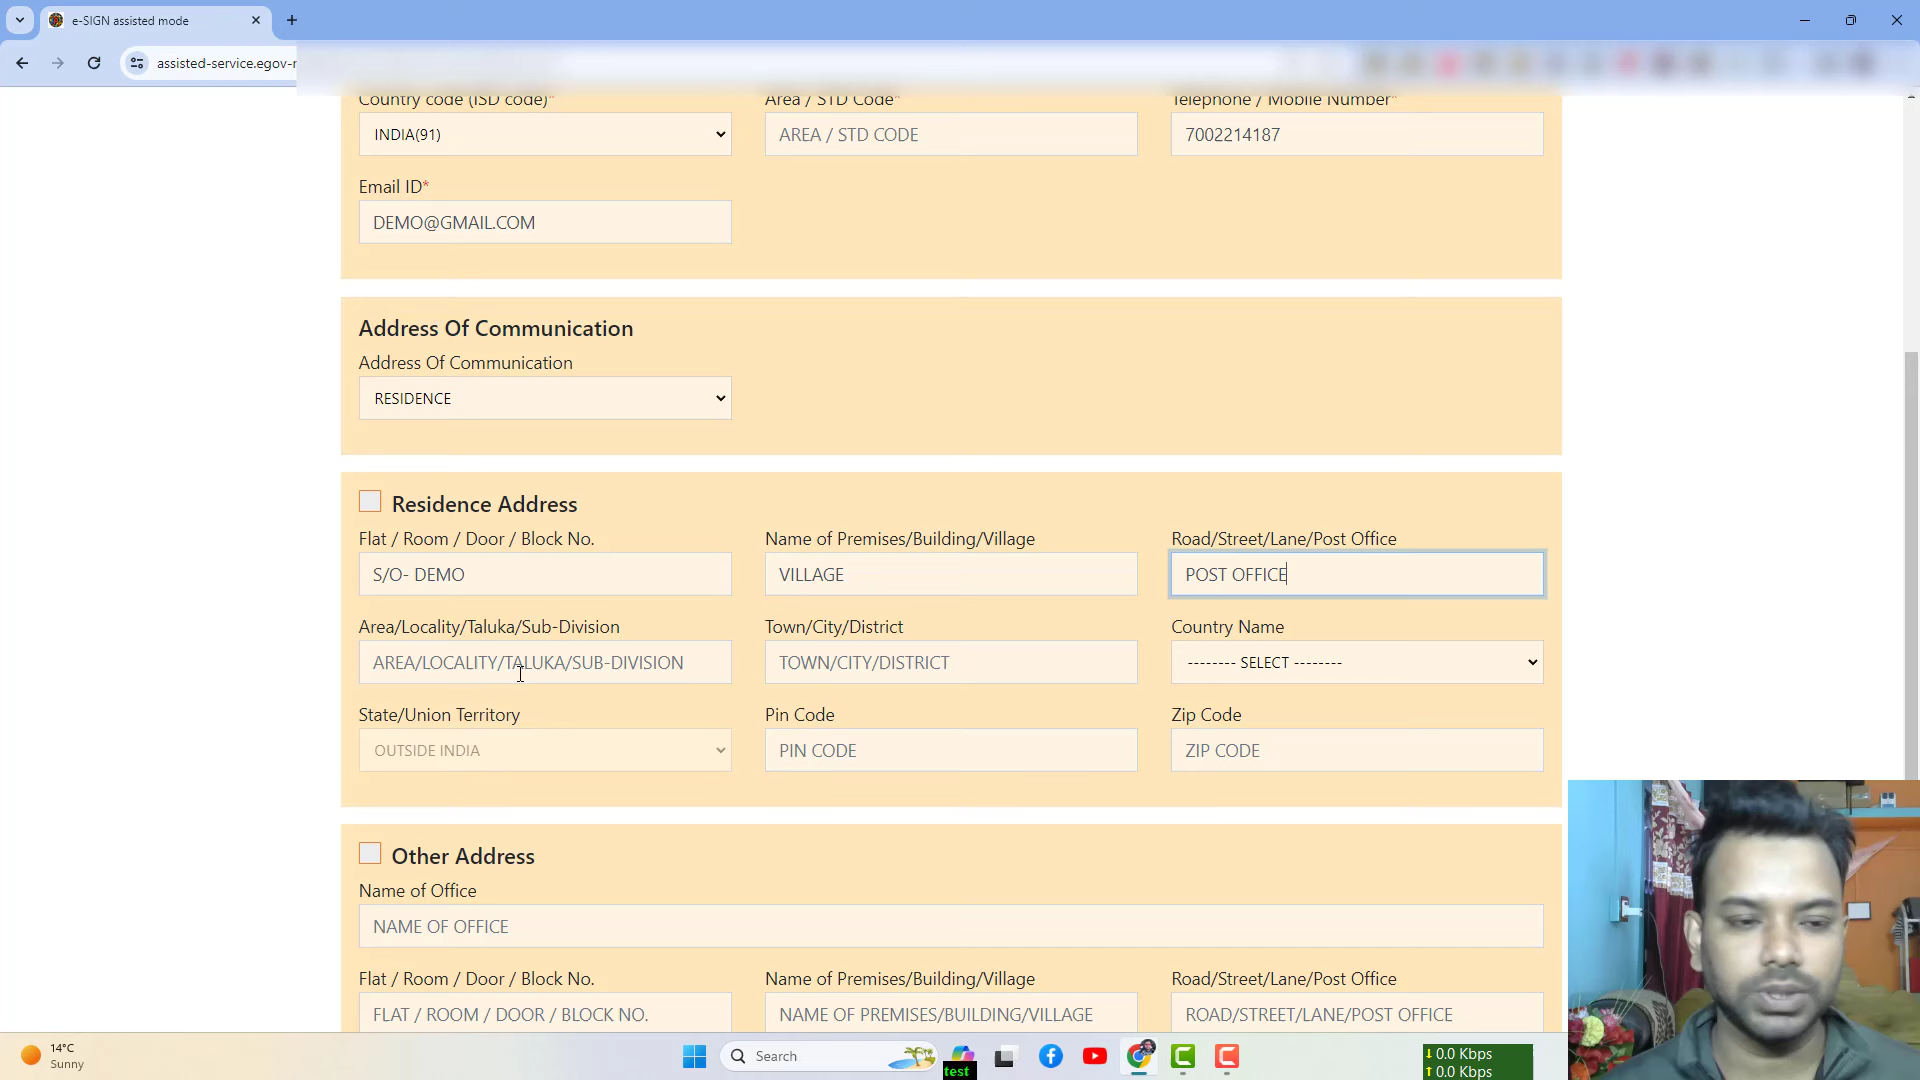 e-SIGN assisted mode
assisted-service.egov-n
Country code (ISD code)* Area / STD Code* Telephone / Mobile Number*
INDIA(91) AREA / STD CODE 7002214187
Email ID*
DEMO@GMAIL.COM
Address Of Communication
Address Of Communication
RESIDENCE
Residence Address
Flat / Room / Door / Block No. Name of Premises/Building/Village Road/Street/Lane/Post Office
S/O- DEMO VILLAGE POST OFFICE
Area/Locality/Taluka/Sub-Division Town/City/District Country Name
AREA/LOCALITY/TALUKA/SUB-DIVISION TOWN/CITY/DISTRICT -------- SELECT --------
State/Union Territory Pin Code Zip Code
OUTSIDE INDIA PIN CODE ZIP CODE
Other Address
Name of Office
NAME OF OFFICE
Flat / Room / Door / Block No. Name of Premises/Building/Village Road/Street/Lane/Post Office
FLAT / ROOM / DOOR / BLOCK NO. NAME OF PREMISES/BUILDING/VILLAGE ROAD/STREET/LANE/POST OFFICE
14°C
Sunny
Search
test
0.0 Kbps
0.0 Kbps